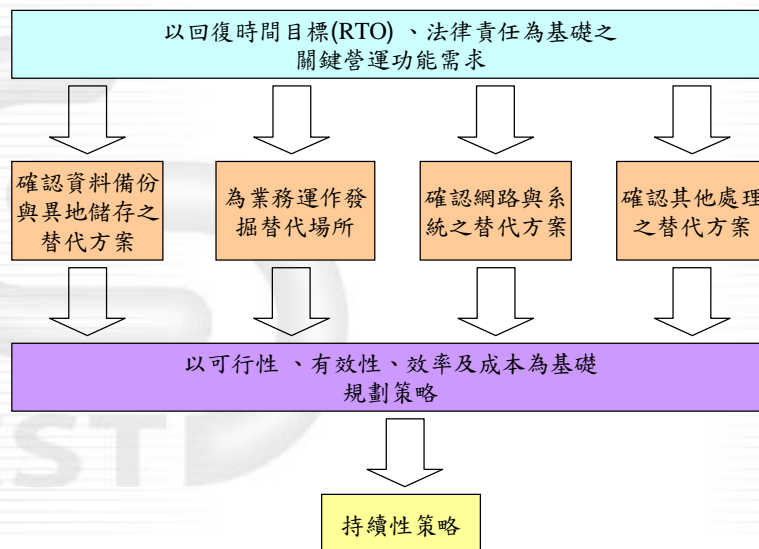 以回復時間目標(RTO) 、法律責任為基礎之
關鍵營運功能需求
確認資料備份
與異地儲存之
替代方案
為業務運作發
掘替代場所
確認網路與系
統之替代方案
確認其他處理
之替代方案
以可行性 、有效性、效率及成本為基礎
規劃策略
EST
持續性策略